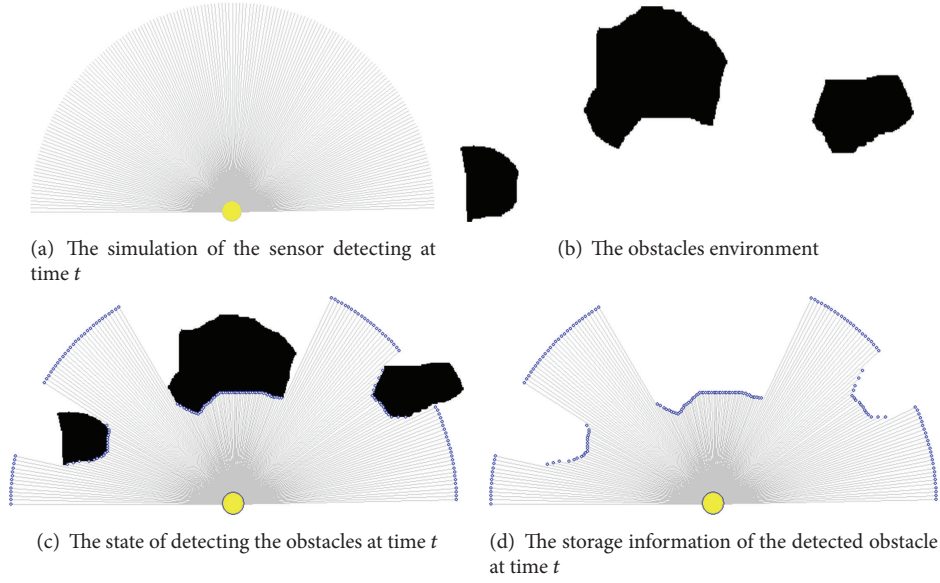 (a) The simulation of the sensor detecting at
time t
(b) The obstacles environment
(c) The state of detecting the obstacles at time t
(d) The storage information of the detected obstacle
at time t